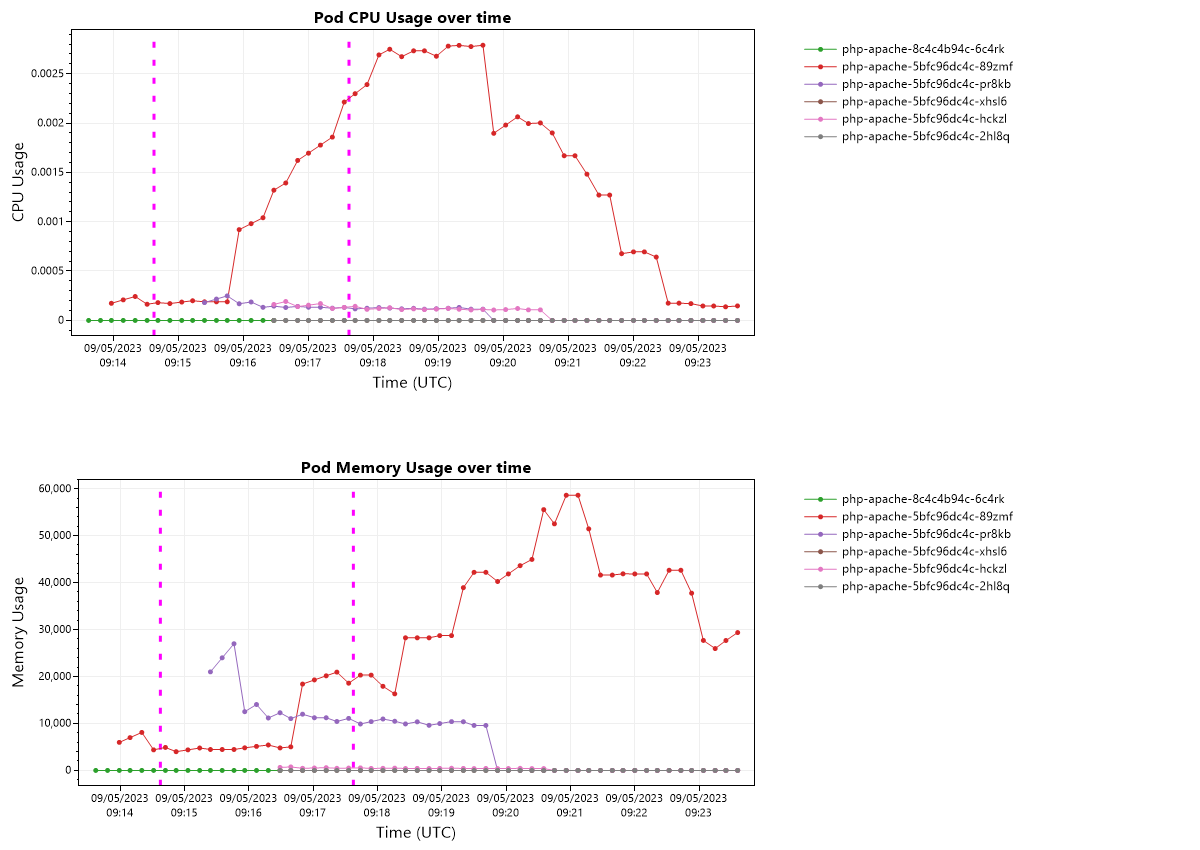 Pod CPU Usage over time
CPU Usage
0.0025
0.002
0.0015
0.001
0.0005
0
09/05/2023 09/05/2023 09/05/2023 09/05/2023 09/05/2023 09/05/2023 09/05/2023 09/05/2023 09/05/2023 09/05/2023
09:14 09:15 09:16 09:17 09:18 09:19 09:20 09:21 09:22 09:23
Time (UTC)
php-apache-8c4c4b94c-6c4rk
php-apache-5bfc96dc4c-89zmf
php-apache-5bfc96dc4c-pr8kb
php-apache-5bfc96dc4c-xhsl6
php-apache-5bfc96dc4c-hckzl
php-apache-5bfc96dc4c-2hl8q
Pod Memory Usage over time
Memory Usage
60,000
50,000
40,000
30,000
20,000
10,000
0
09/05/2023 09/05/2023 09/05/2023 09/05/2023 09/05/2023 09/05/2023 09/05/2023 09/05/2023 09/05/2023 09/05/2023
09:14 09:15 09:16 09:17 09:18 09:19 09:20 09:21 09:22 09:23
Time (UTC)
php-apache-8c4c4b94c-6c4rk
php-apache-5bfc96dc4c-89zmf
php-apache-5bfc96dc4c-pr8kb
php-apache-5bfc96dc4c-xhsl6
php-apache-5bfc96dc4c-hckzl
php-apache-5bfc96dc4c-2hl8q